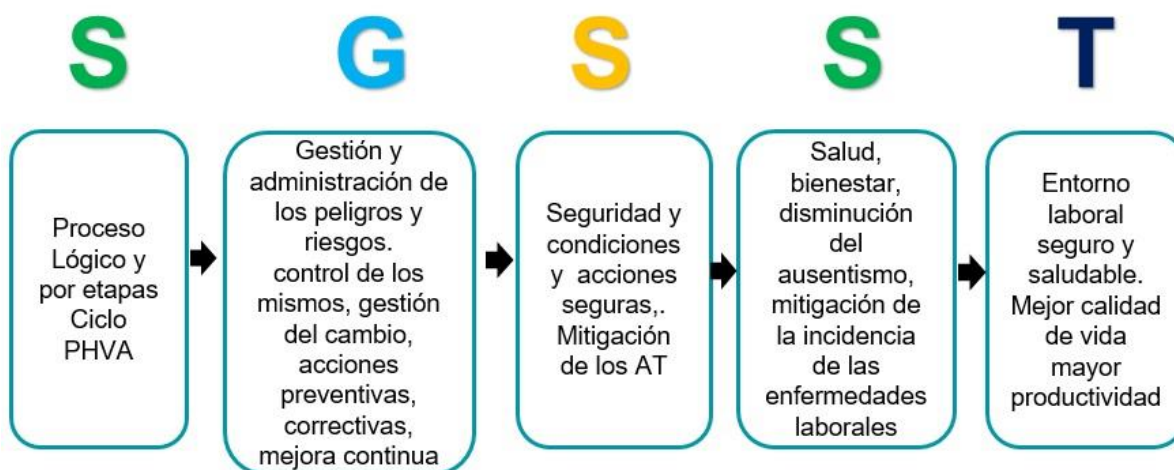 S
G
S
S
T
Proceso
Lógico y
por etapas
Ciclo
PHVA
Gestión y
administración de
los peligros y
riesgos.
control de los
mismos, gestión
del cambio,
acciones
preventivas,
correctivas,
mejora continua
Seguridad y
condiciones
y acciones
seguras,.
Mitigación
de los AT
Salud,
bienestar,
disminución
del
ausentismo,
mitigación de
la incidencia
de las
enfermedades
laborales
Entorno
laboral
seguro y
saludable.
Mejor calidad
de vida
mayor
productividad